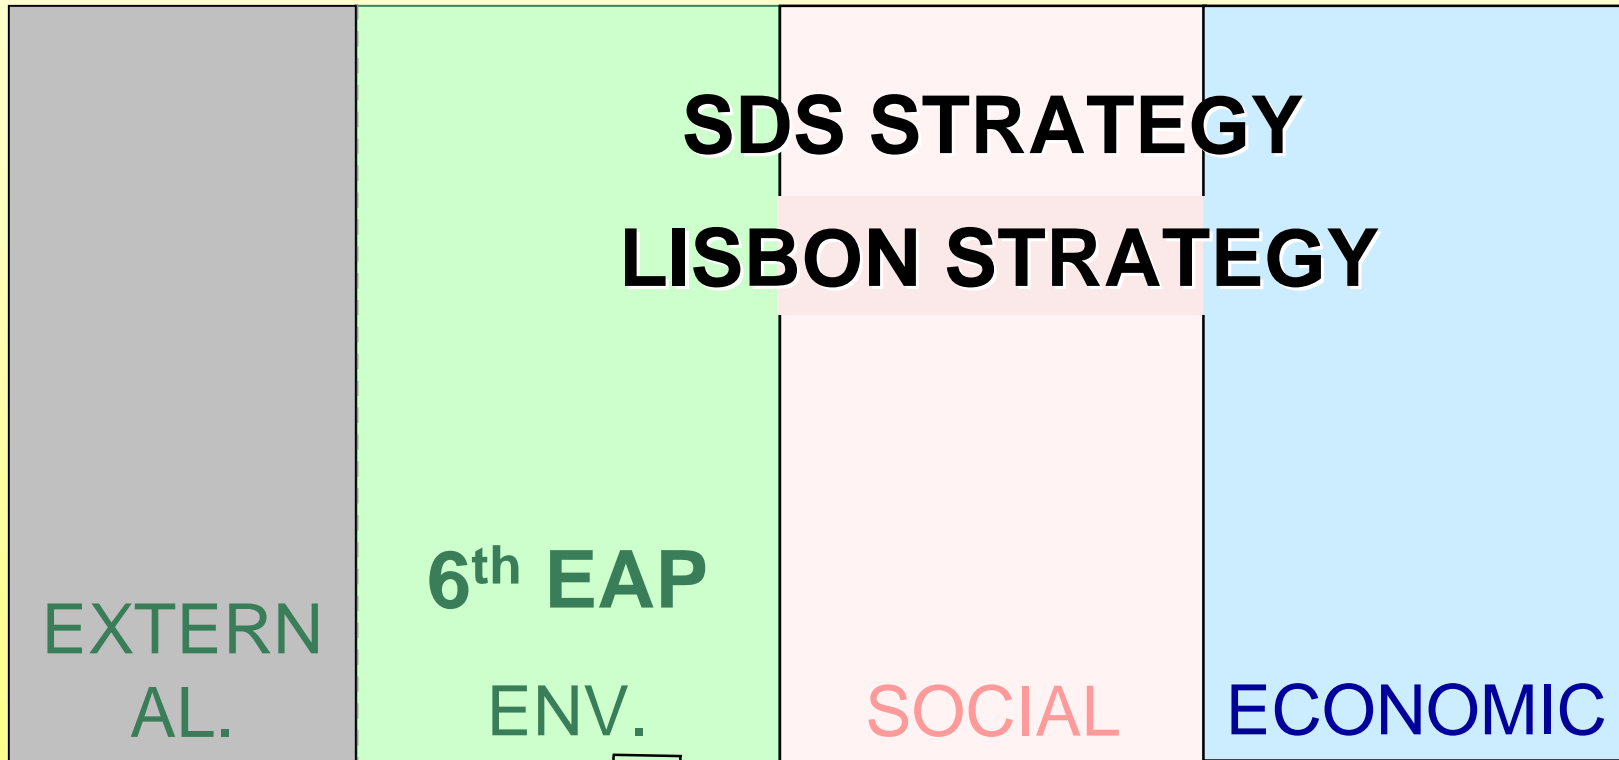 SDS STRATEGY
LISBON STRATEGY
6th EAP
EXTERN
AL.
ENV.
SOCIAL
ECONOMIC